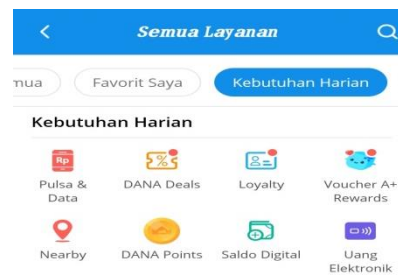 Semua Layanan
mua
Favorit Saya
Kebutuhan Harian
Kebutuhan Harian
Rp
Pulsa & Data
DANA Deals
Loyalty
Voucher A+ Rewards
Nearby
DANA Points
Saldo Digital
Uang Elektronik